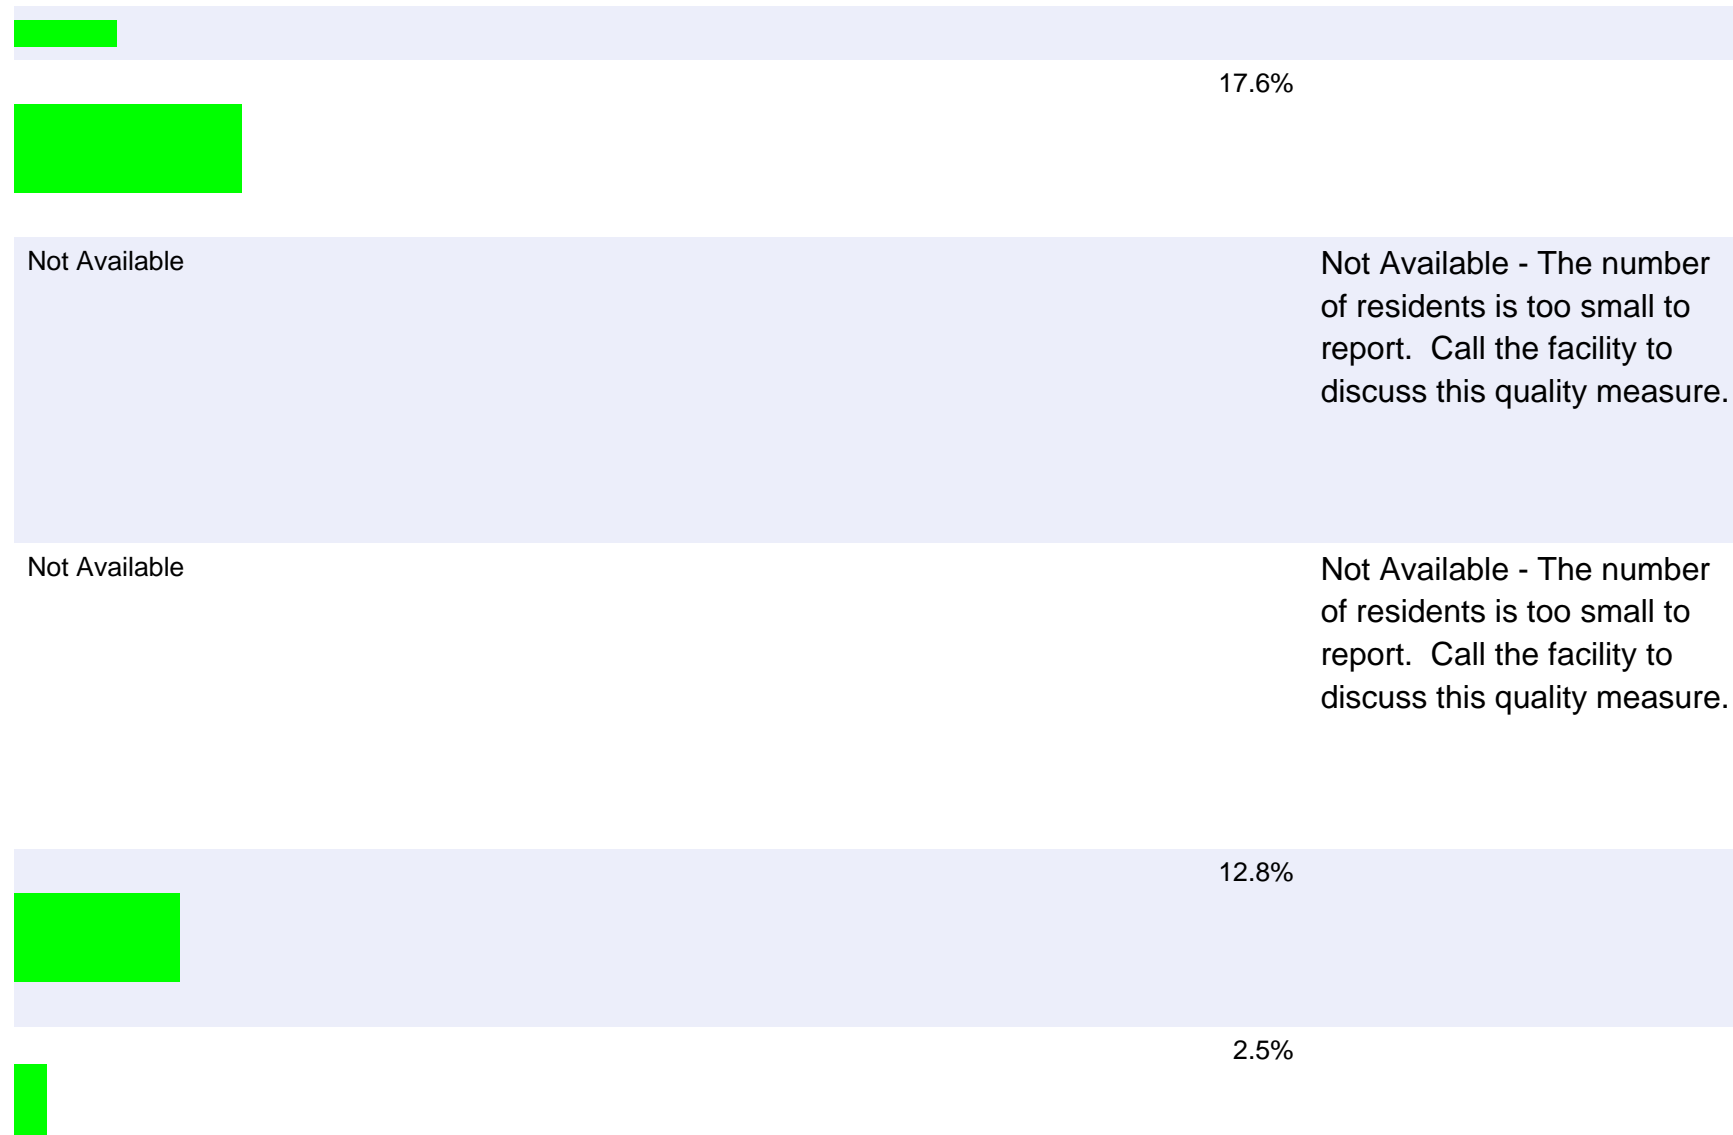 17.6%
Not Available
Not Available - The number
of residents is too small to
report.  Call the facility to
discuss this quality measure.
Not Available
Not Available - The number
of residents is too small to
report.  Call the facility to
discuss this quality measure.
12.8%
2.5%